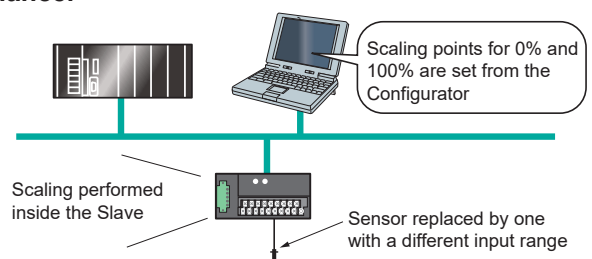 Scaling points for 0% and
100% are set from the
Configurator
Scaling performed
inside the Slave
Sensor replaced by one
with a different input range